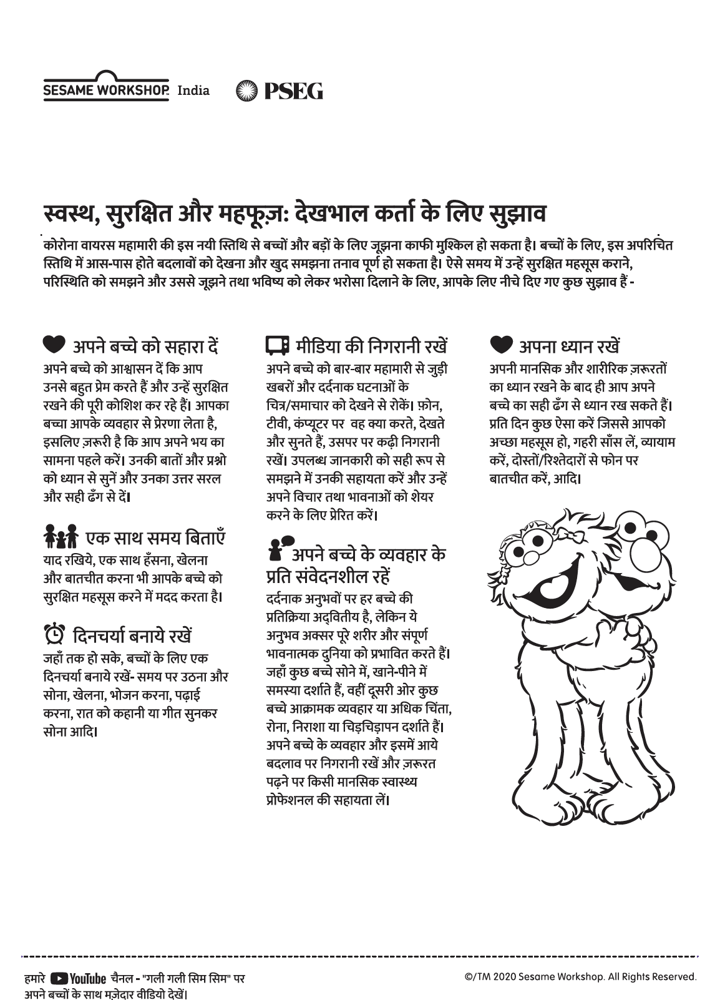 SESAME WORKSHOP India PSEG
स्वस्थ, सुरक्षित और महफूज़: देखभाल कर्ता के लिए सुझाव
कोरोना वायरस महामारी की इस नयी स्तिथि से बच्चों और बड़ों के लिए जूझना काफी मुश्किल हो सकता है। बच्चों के लिए, इस अपरिचित
स्तिथि में आस-पास होते बदलावों को देखना और खुद समझना तनाव पूर्ण हो सकता है। ऐसे समय में उन्हें सुरक्षित महसूस कराने,
परिस्थिति को समझने और उससे जूझने तथा भविष्य को लेकर भरोसा दिलाने के लिए, आपके लिए नीचे दिए गए कुछ सुझाव हैं -
अपने बच्चे को सहारा दें
अपने बच्चे को आश्वासन दें कि आप
उनसे बहुत प्रेम करते हैं और उन्हें सुरक्षित
रखने की पूरी कोशिश कर रहे हैं। आपका
बच्चा आपके व्यवहार से प्रेरणा लेता है,
इसलिए ज़रूरी है कि आप अपने भय का
सामना पहले करें। उनकी बातों और प्रश्नो
को ध्यान से सुनें और उनका उत्तर सरल
और सही ढँग से दें।
एक साथ समय बिताएँ
याद रखिये, एक साथ हँसना, खेलना
और बातचीत करना भी आपके बच्चे को
सुरक्षित महसूस करने में मदद करता है।
दिनचर्या बनाये रखें
जहाँ तक हो सके, बच्चों के लिए एक
दिनचर्या बनाये रखें- समय पर उठना और
सोना, खेलना, भोजन करना, पढ़ाई
करना, रात को कहानी या गीत सुनकर
सोना आदि।
मीडिया की निगरानी रखें
अपने बच्चे को बार-बार महामारी से जुड़ी
खबरों और दर्दनाक घटनाओं के
चित्र/समाचार को देखने से रोकें। फ़ोन,
टीवी, कंप्यूटर पर वह क्या करते, देखते
और सुनते हैं, उसपर पर कढ़ी निगरानी
रखें। उपलब्ध जानकारी को सही रूप से
समझने में उनकी सहायता करें और उन्हें
अपने विचार तथा भावनाओं को शेयर
करने के लिए प्रेरित करें।
अपने बच्चे के व्यवहार के
प्रति संवेदनशील रहें
दर्दनाक अनुभवों पर हर बच्चे की
प्रतिक्रिया अद्वितीय है, लेकिन ये
अनुभव अक्सर पूरे शरीर और संपूर्ण
भावनात्मक दुनिया को प्रभावित करते हैं।
जहाँ कुछ बच्चे सोने में, खाने-पीने में
समस्या दर्शाते हैं, वहीं दूसरी ओर कुछ
बच्चे आक्रामक व्यवहार या अधिक चिंता,
रोना, निराशा या चिड़चिड़ापन दर्शाते हैं।
अपने बच्चे के व्यवहार और इसमें आये
बदलाव पर निगरानी रखें और ज़रूरत
पढ़ने पर किसी मानसिक स्वास्थ्य
प्रोफेशनल की सहायता लें।
अपना ध्यान रखें
अपनी मानसिक और शारीरिक ज़रूरतों
का ध्यान रखने के बाद ही आप अपने
बच्चे का सही ढँग से ध्यान रख सकते हैं।
प्रति दिन कुछ ऐसा करें जिससे आपको
अच्छा महसूस हो, गहरी साँस लें, व्यायाम
करें, दोस्तों/रिश्तेदारों से फोन पर
बातचीत करें, आदि।
हमारे YouTube चैनल - "गली गली सिम सिम" पर
अपने बच्चों के साथ मज़ेदार वीडियो देखें।
©/TM 2020 Sesame Workshop. All Rights Reserved.